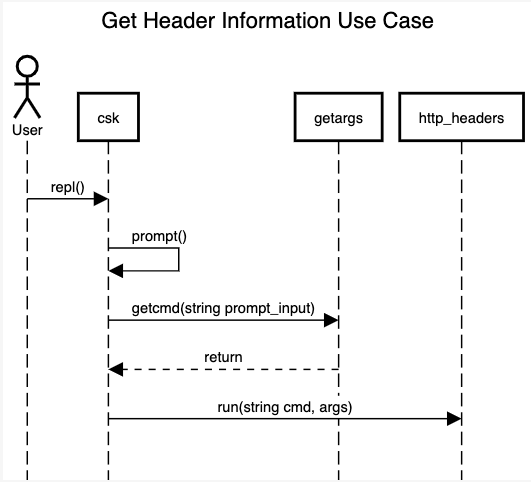 Get Header Information Use Case
User
csk
getargs
http_headers
repl()
prompt()
getcmd(string prompt_input)
return
run(string cmd, args)